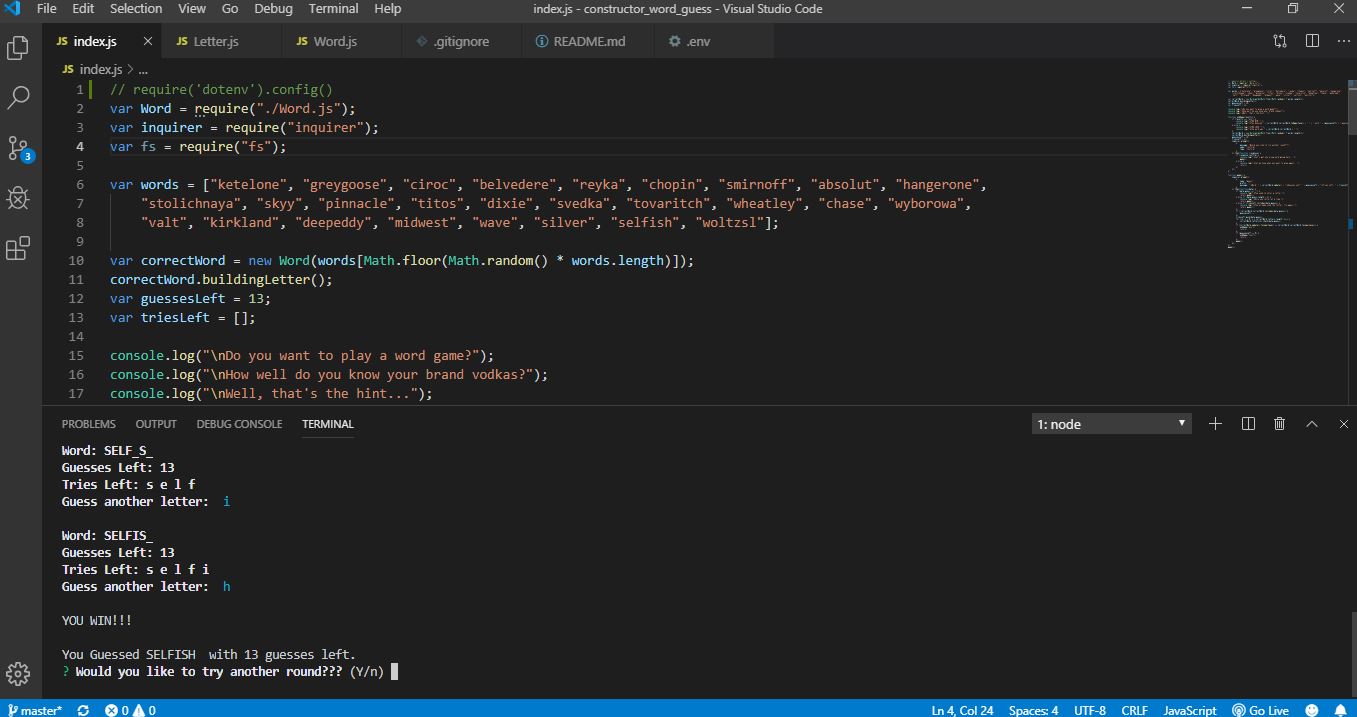 File Edit Selection View Go Debug Terminal Help index.js - constructor_word_guess - Visual Studio Code
JS index.js JS Letter.js JS Word.js .gitignore README.md .env
JS index.js > ...
1 // require('dotenv').config()
2 var Word = require("./Word.js");
3 var inquirer = require("inquirer");
4 var fs = require("fs");
5
6 var words = ["ketelone", "greygoose", "ciroc", "belvedere", "reyka", "chopin", "smirnoff", "absolut", "hangerone",
7 "stolichnaya", "skyy", "pinnacle", "titos", "dixie", "svedka", "tovaritch", "wheatley", "chase", "wyborowa",
8 "valt", "kirkland", "deepeddy", "midwest", "wave", "silver", "selfish", "woltzsl"];
9
10 var correctWord = new Word(words[Math.floor(Math.random() * words.length)]);
11 correctWord.buildingLetter();
12 var guessesLeft = 13;
13 var triesLeft = [];
14
15 console.log("\nDo you want to play a word game?");
16 console.log("\nHow well do you know your brand vodkas?");
17 console.log("\nWell, that's the hint...");
PROBLEMS OUTPUT DEBUG CONSOLE TERMINAL 1: node
Word: SELF_S_
Guesses Left: 13
Tries Left: s e l f
Guess another letter: i
Word: SELFIS_
Guesses Left: 13
Tries Left: s e l f i
Guess another letter: h
YOU WIN!!!
You Guessed SELFISH with 13 guesses left.
? Would you like to try another round??? (Y/n)
master* 0 0 Ln 4, Col 24 Spaces: 4 UTF-8 CRLF JavaScript Go Live
3